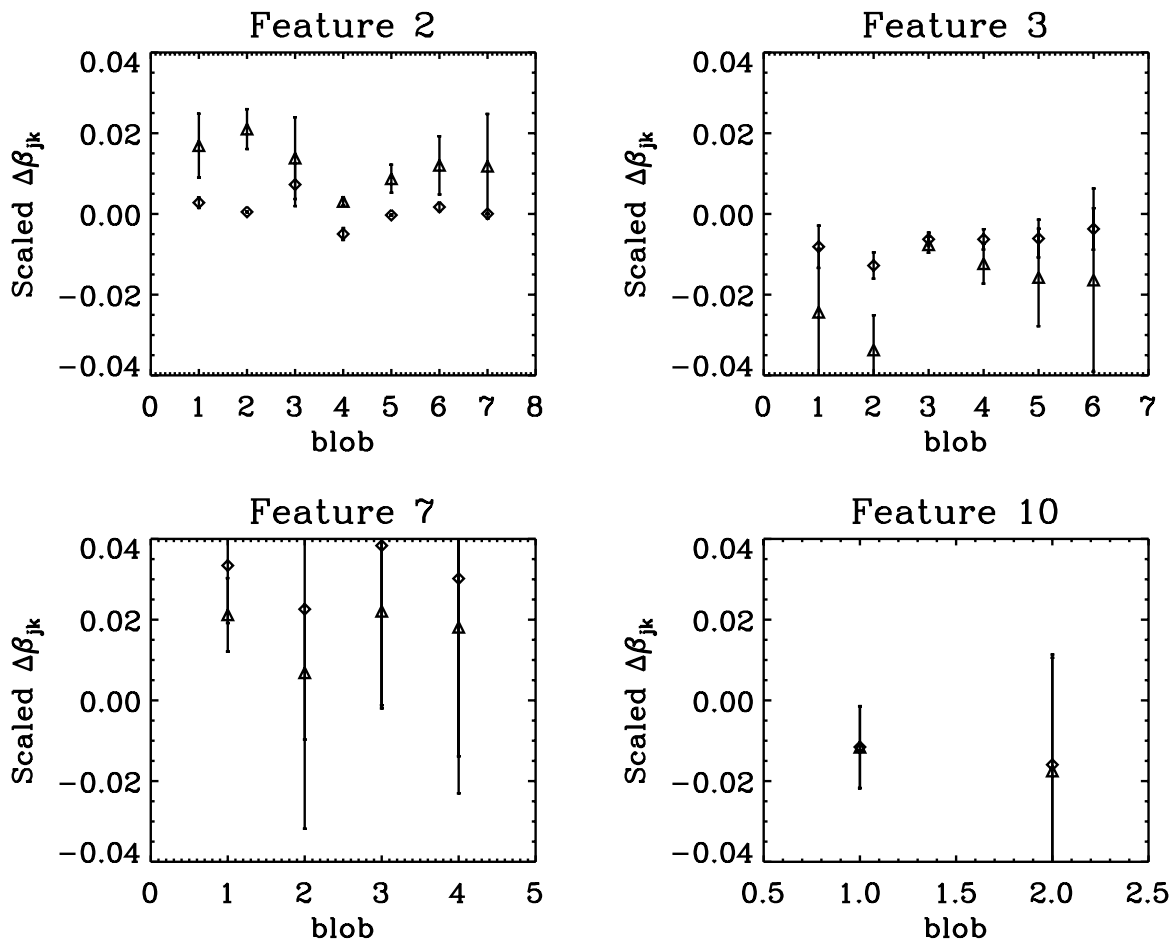 Feature 2
0.04
0.02
0.00
−0.02
−0.04
Scaled Δβjk
0 1 2 3 4 5 6 7 8
blob
Feature 3
0.04
0.02
0.00
−0.02
−0.04
Scaled Δβjk
0 1 2 3 4 5 6 7
blob
Feature 7
0.04
0.02
0.00
−0.02
−0.04
Scaled Δβjk
0 1 2 3 4 5
blob
Feature 10
0.04
0.02
0.00
−0.02
−0.04
Scaled Δβjk
0.5 1.0 1.5 2.0 2.5
blob